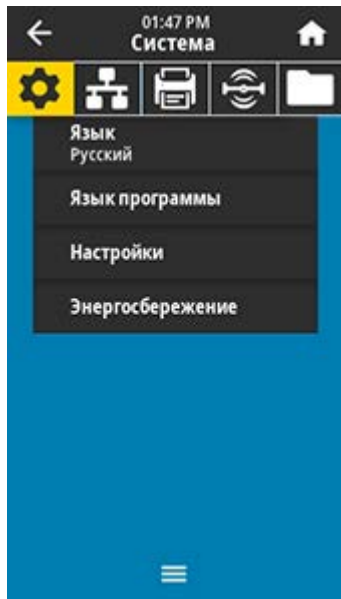 01:47 PM
Система
Язык
Русский
Язык программы
Настройки
Энергосбережение